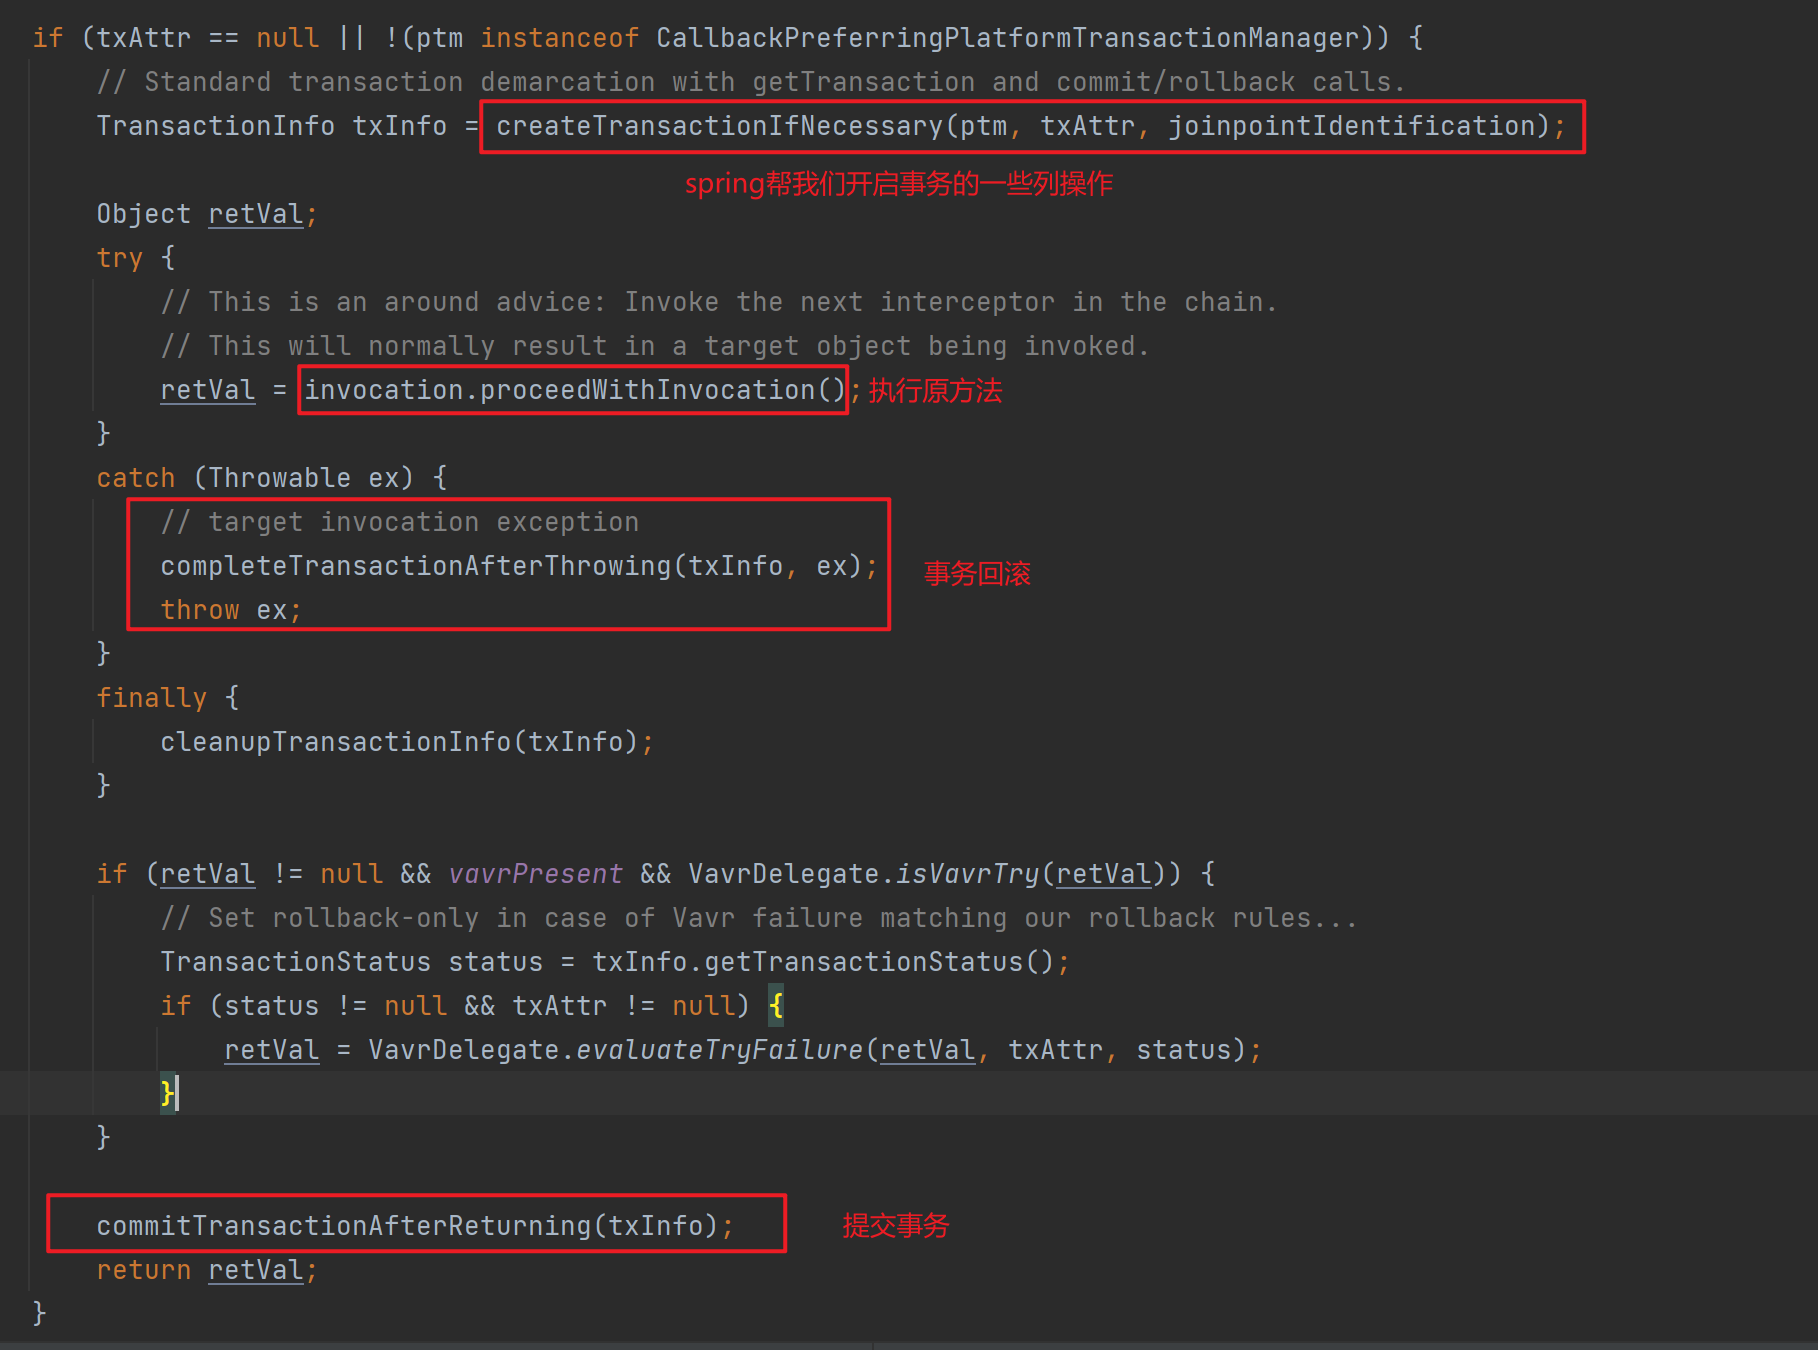 if (txAttr == null || !(ptm instanceof CallbackPreferringPlatformTransactionManager)) {
// Standard transaction demarcation with getTransaction and commit/rollback calls.
TransactionInfo txInfo = createTransactionIfNecessary(ptm, txAttr, joinpointIdentification);
spring帮我们开启事务的一些列操作
Object retVal;
try {
// This is an around advice: Invoke the next interceptor in the chain.
// This will normally result in a target object being invoked.
retVal = invocation.proceedWithInvocation(); 执行原方法
}
catch (Throwable ex) {
// target invocation exception
completeTransactionAfterThrowing(txInfo, ex); 事务回滚
throw ex;
}
finally {
cleanupTransactionInfo(txInfo);
}
if (retVal != null && vavrPresent && VavrDelegate.isVavrTry(retVal)) {
// Set rollback-only in case of Vavr failure matching our rollback rules...
TransactionStatus status = txInfo.getTransactionStatus();
if (status != null && txAttr != null) {
retVal = VavrDelegate.evaluateTryFailure(retVal, txAttr, status);
}
}
commitTransactionAfterReturning(txInfo); 提交事务
return retVal;
}